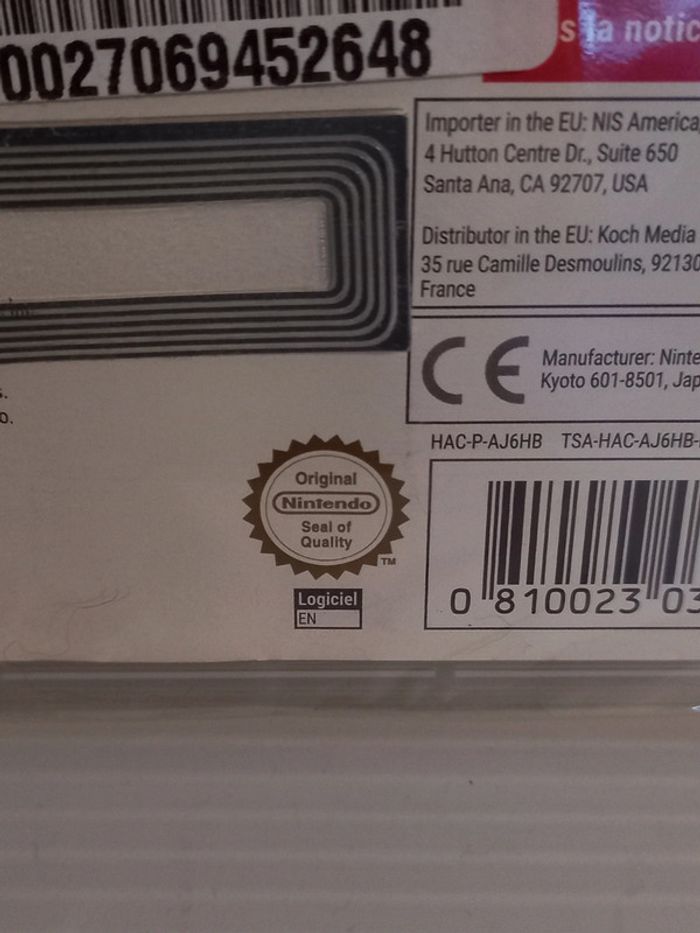 0027069452648
s la notic
Importer in the EU: NIS America,
4 Hutton Centre Dr., Suite 650
Santa Ana, CA 92707, USA
Distributor in the EU: Koch Media
35 rue Camille Desmoulins, 92130
France
CE
Manufacturer: Ninte
Kyoto 601-8501, Jap
HAC-P-AJ6HB TSA-HAC-AJ6HB-
Original
Nintendo
Seal of
Quality
TM
Logiciel
EN
0 810023 03